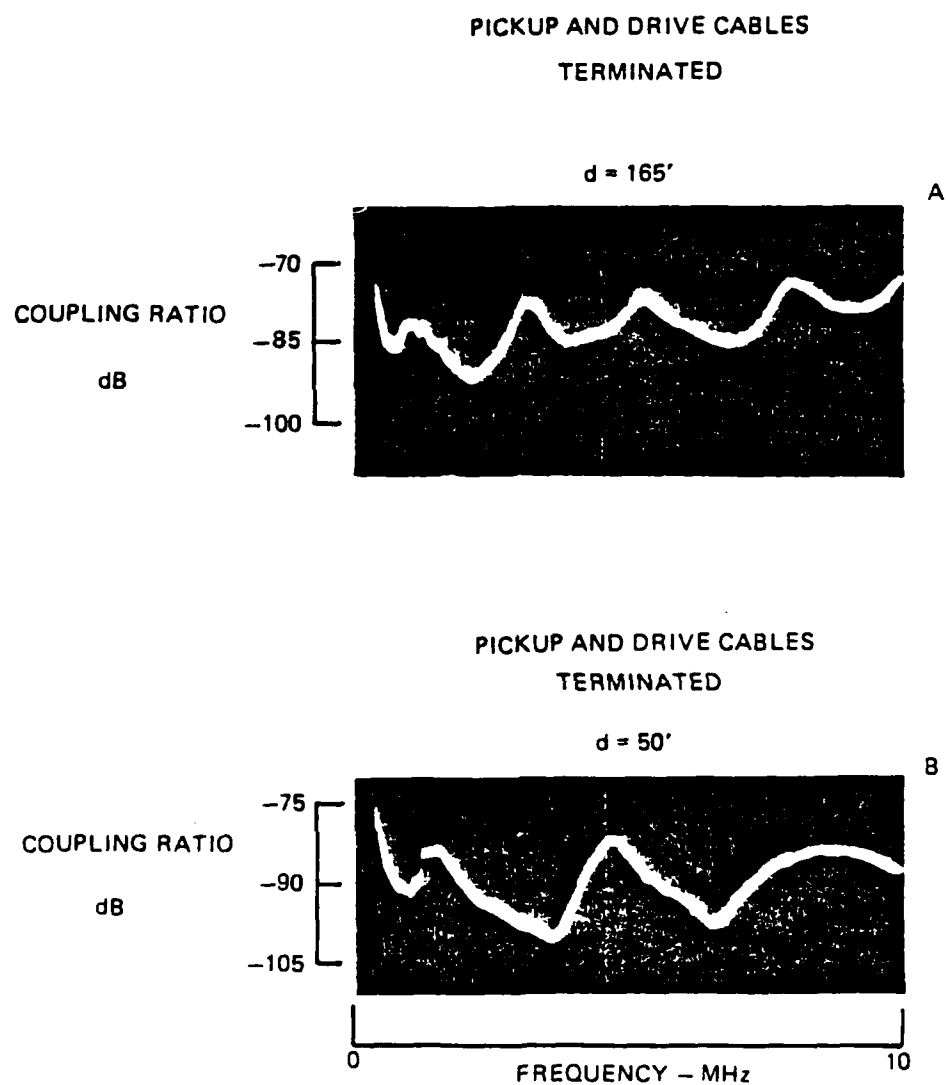 PICKUP AND DRIVE CABLES
TERMINATED
d = 165'
A
-70
COUPLING RATIO
-85
dB
-100
PICKUP AND DRIVE CABLES
TERMINATED
d = 50'
B
-75
COUPLING RATIO
-90
dB
-105
0
10
FREQUENCY – MHz